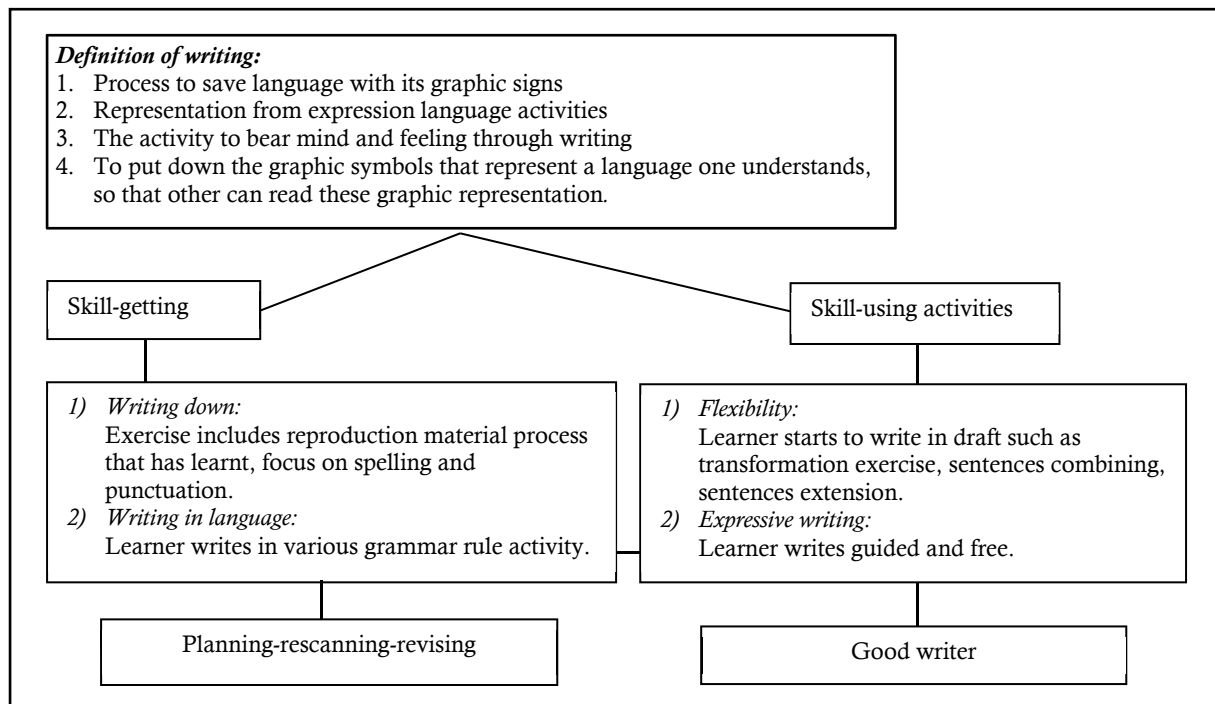 Definition of writing:
1. Process to save language with its graphic signs
2. Representation from expression language activities
3. The activity to bear mind and feeling through writing
4. To put down the graphic symbols that represent a language one understands,
so that other can read these graphic representation.
Skill-getting
Skill-using activities
1) Writing down:
Exercise includes reproduction material process
that has learnt, focus on spelling and
punctuation.
2) Writing in language:
Learner writes in various grammar rule activity.
1) Flexibility:
Learner starts to write in draft such as
transformation exercise, sentences combining,
sentences extension.
2) Expressive writing:
Learner writes guided and free.
Planning-rescanning-revising
Good writer